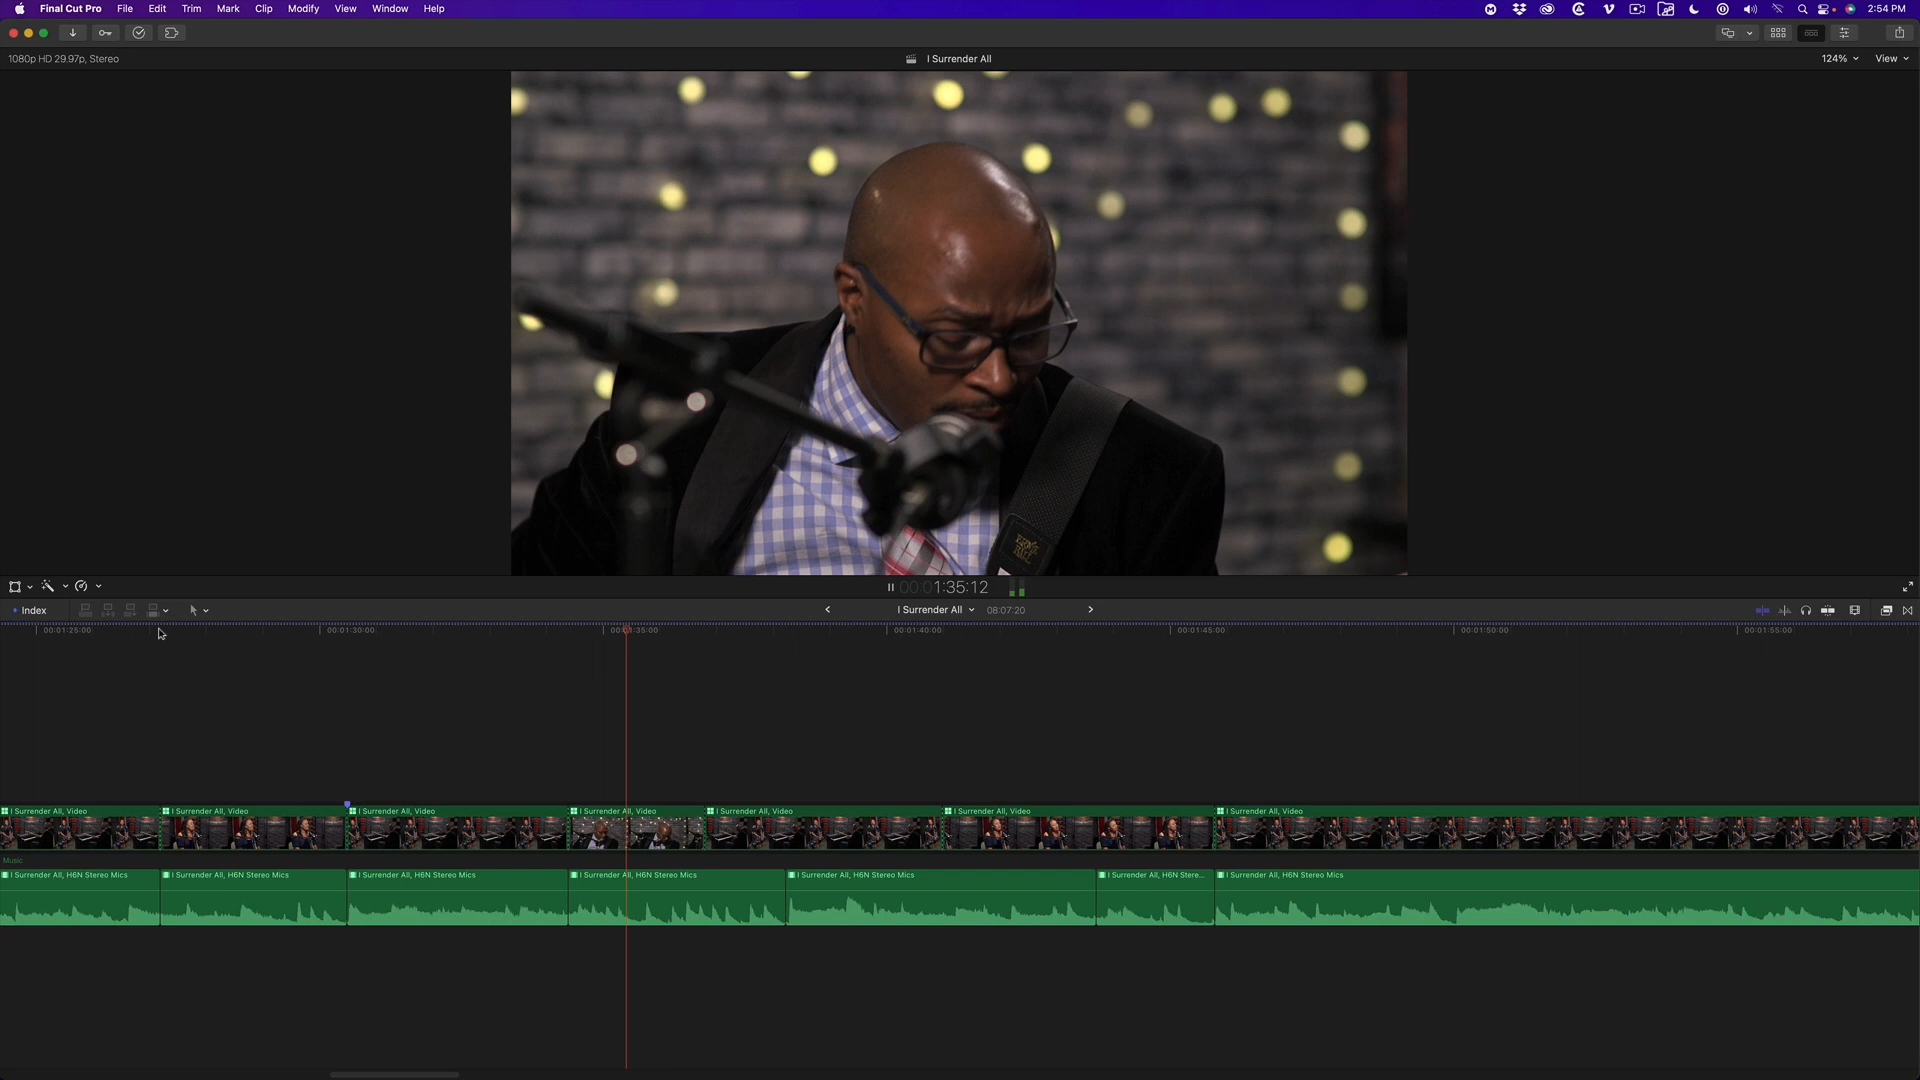 Final Cut Pro File Edit Trim Mark Clip Modify View Window Help 2:54 PM
1080p HD 29.97p, Stereo I Surrender All 124% View
ERNIE BALL
00:00:1:35:12
Index I Surrender All 08:07:20
00:01:25:00 00:01:30:00 00:01:35:00 00:01:40:00 00:01:45:00 00:01:50:00 00:01:55:00
I Surrender All, Video I Surrender All, Video I Surrender All, Video I Surrender All, Video I Surrender All, Video I Surrender All, Video I Surrender All, Video
Music
I Surrender All, H6N Stereo Mics I Surrender All, H6N Stereo Mics I Surrender All, H6N Stereo Mics I Surrender All, H6N Stereo Mics I Surrender All, H6N Stereo Mics I Surrender All, H6N Stere... I Surrender All, H6N Stereo Mics